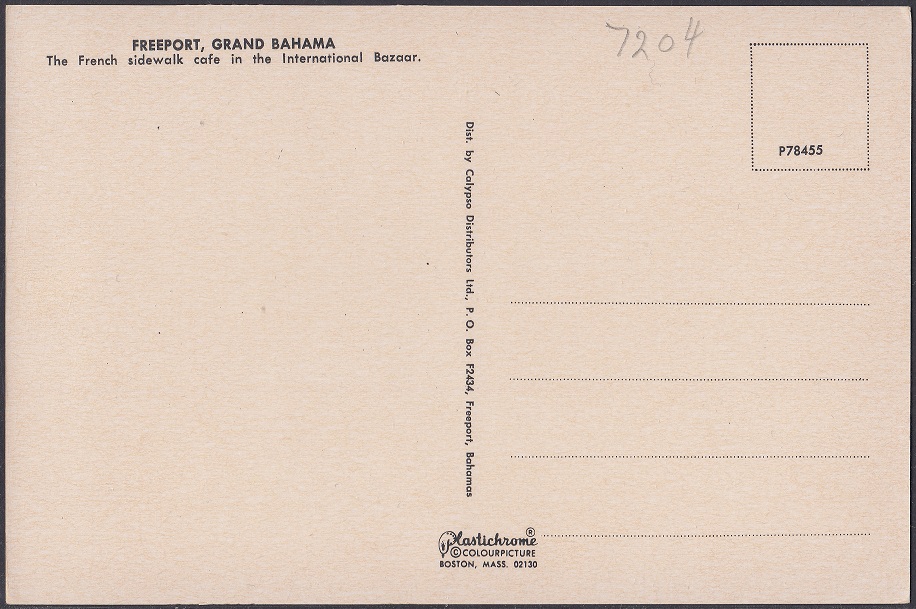 FREEPORT, GRAND BAHAMA
The French sidewalk cafe in the International Bazaar.
7204
P78455
Dist. by Calypso Distributors Ltd., P. O. Box F2434, Freeport, Bahamas
Plastichrome ®
© COLOURPICTURE
BOSTON, MASS. 02130